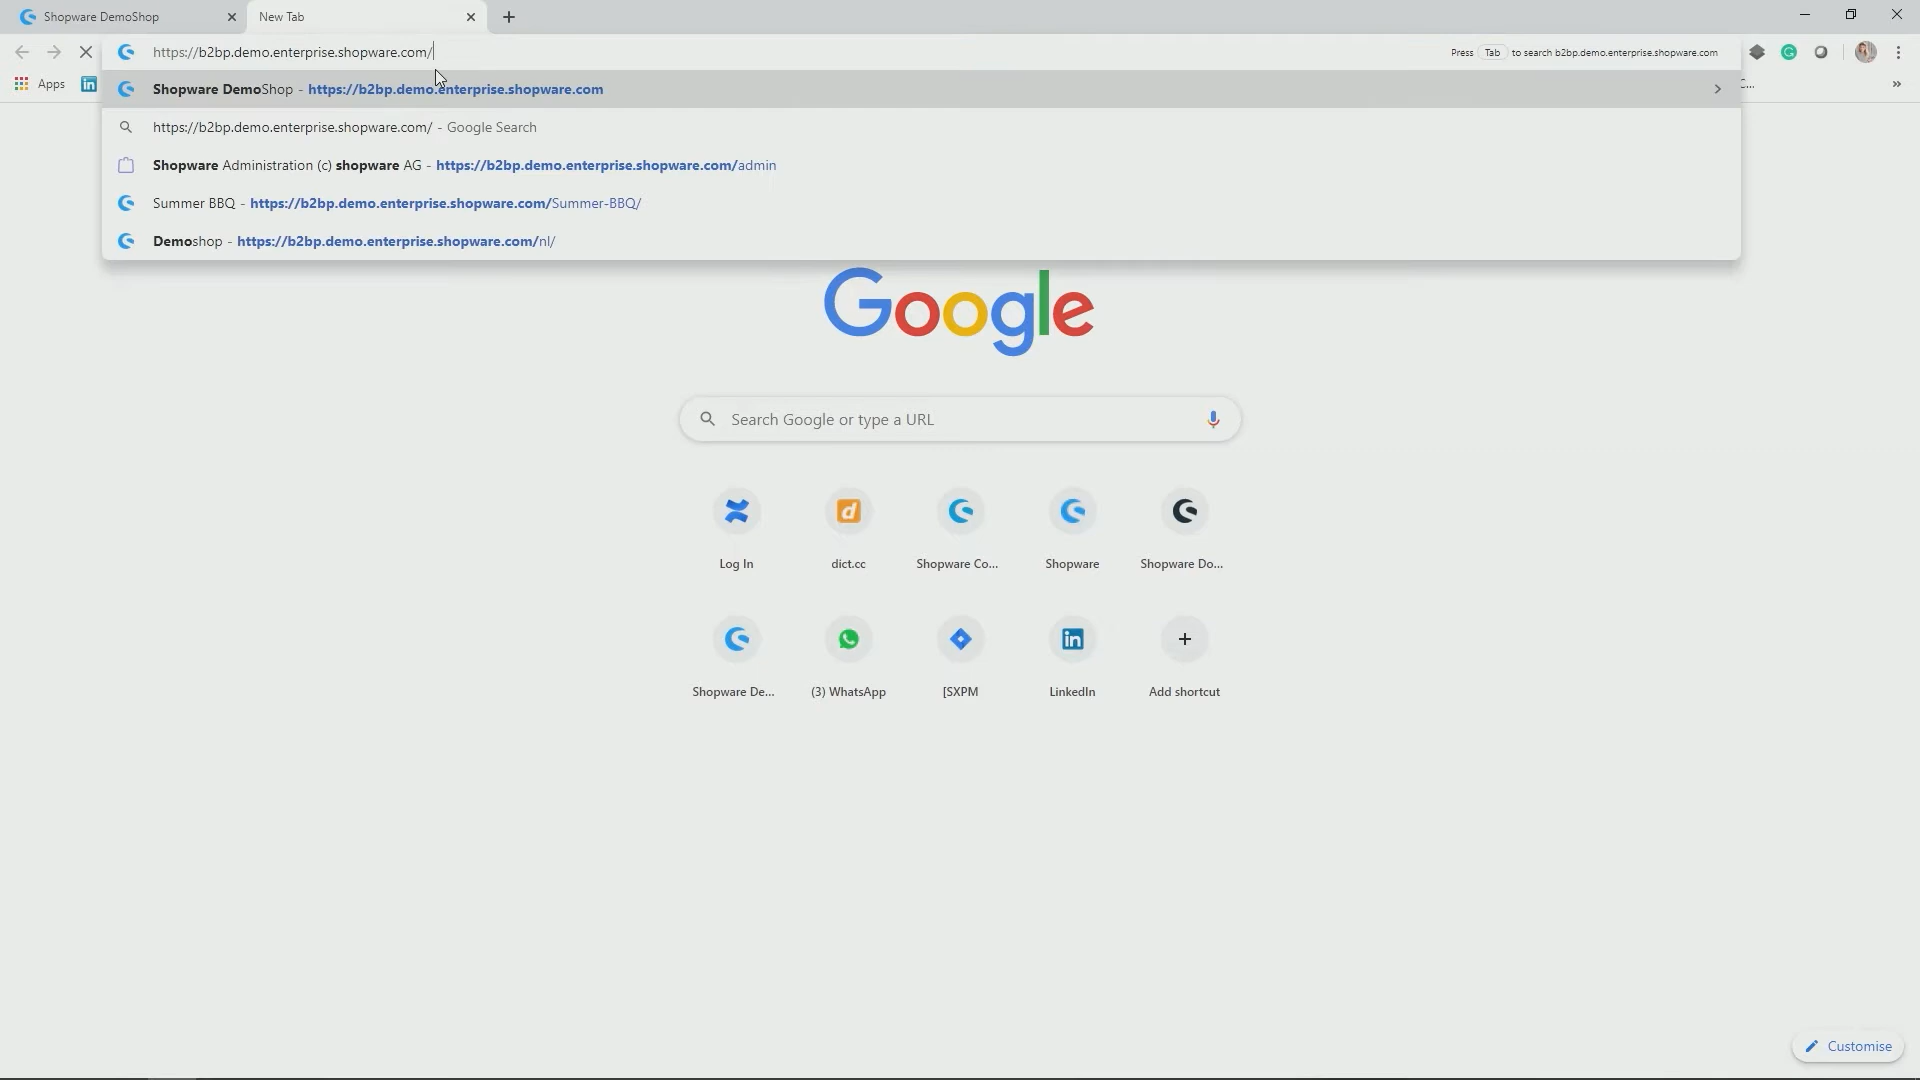 Shopware DemoShop
New Tab
https://b2bp.demo.enterprise.shopware.com/
Press Tab to search b2bp.demo.enterprise.shopware.com
Apps
in
C...
»
Shopware DemoShop - https://b2bp.demo.enterprise.shopware.com
https://b2bp.demo.enterprise.shopware.com/ - Google Search
Shopware Administration (c) shopware AG - https://b2bp.demo.enterprise.shopware.com/admin
Summer BBQ - https://b2bp.demo.enterprise.shopware.com/Summer-BBQ/
Demoshop - https://b2bp.demo.enterprise.shopware.com/nl/
Google
Search Google or type a URL
d
Log In
dict.cc
Shopware Co...
Shopware
Shopware Do...
in
Shopware De...
(3) WhatsApp
[SXPM
LinkedIn
Add shortcut
Customise